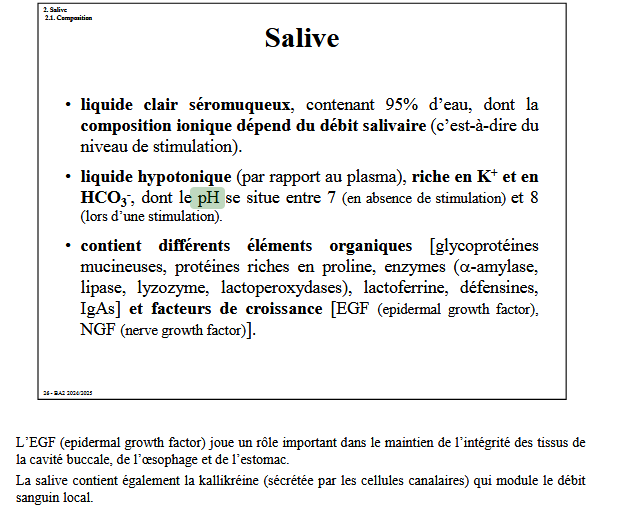 2. Salive
2.1. Composition
Salive
• liquide clair séromuqueux, contenant 95% d’eau, dont la
composition ionique dépend du débit salivaire (c’est-à-dire du
niveau de stimulation).
• liquide hypotonique (par rapport au plasma), riche en K⁺ et en
HCO₃⁻, dont le pH se situe entre 7 (en absence de stimulation) et 8
(lors d’une stimulation).
• contient différents éléments organiques [glycoprotéines
mucineuses, protéines riches en proline, enzymes (α-amylase,
lipase, lyzozyme, lactoperoxydases), lactoferrine, défensines,
IgAs] et facteurs de croissance [EGF (epidermal growth factor),
NGF (nerve growth factor)].
26 - BA2 2024/2025
L’EGF (epidermal growth factor) joue un rôle important dans le maintien de l’intégrité des tissus de
la cavité buccale, de l’œsophage et de l’estomac.
La salive contient également la kallikréine (sécrétée par les cellules canalaires) qui module le débit
sanguin local.